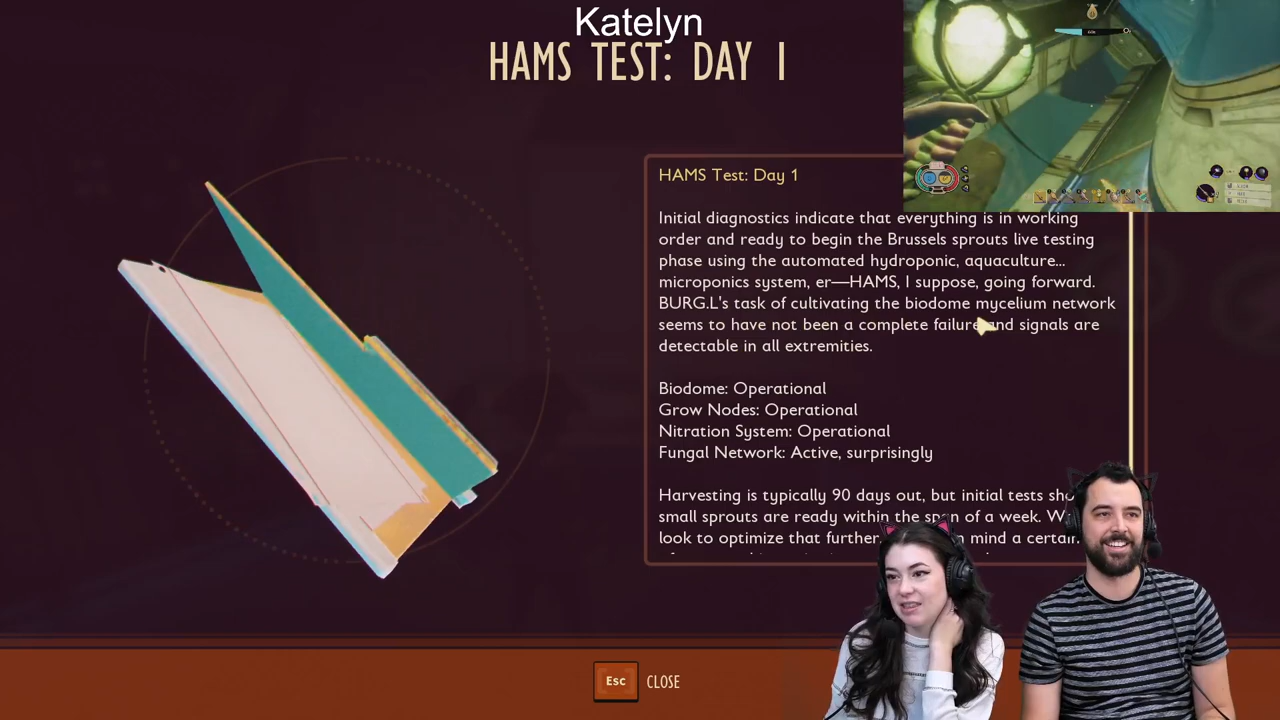 Katelyn
HAMS TEST: DAY 1
HAMS Test: Day 1
Initial diagnostics indicate that everything is in working
order and ready to begin the Brussels sprouts live testing
phase using the automated hydroponic, aquaculture...
microponics system, er—HAMS, I suppose, going forward.
BURG.L's task of cultivating the biodome mycelium network
seems to have not been a complete failure and signals are
detectable in all extremities.
Biodome: Operational
Grow Nodes: Operational
Nitration System: Operational
Fungal Network: Active, surprisingly
Harvesting is typically 90 days out, but initial tests
small sprouts are ready within the span of a week.
look to optimize that further. mind a certain
Esc CLOSE